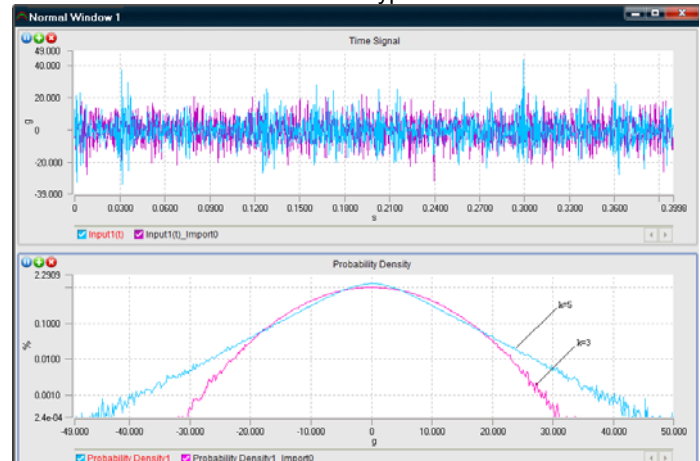 Normal Window 1
Time Signal
49.000
40.000
20.000
g
0
-20.000
-39.000
0 0.0300 0.0600 0.0900 0.1200 0.1500 0.1800 0.2100 0.2400 0.2700 0.3000 0.3300 0.3600 0.3998
s
Input1(t) Input1(t)_Import0
Probability Density
2.2909
k=5
0.1000
k=3
%
0.0100
0.0010
2.4e-04
-49.000 -30.000 -10.000 0 10.000 20.000 30.000 40.000 50.000
g
Probability Density1 Probability Density1_Import0